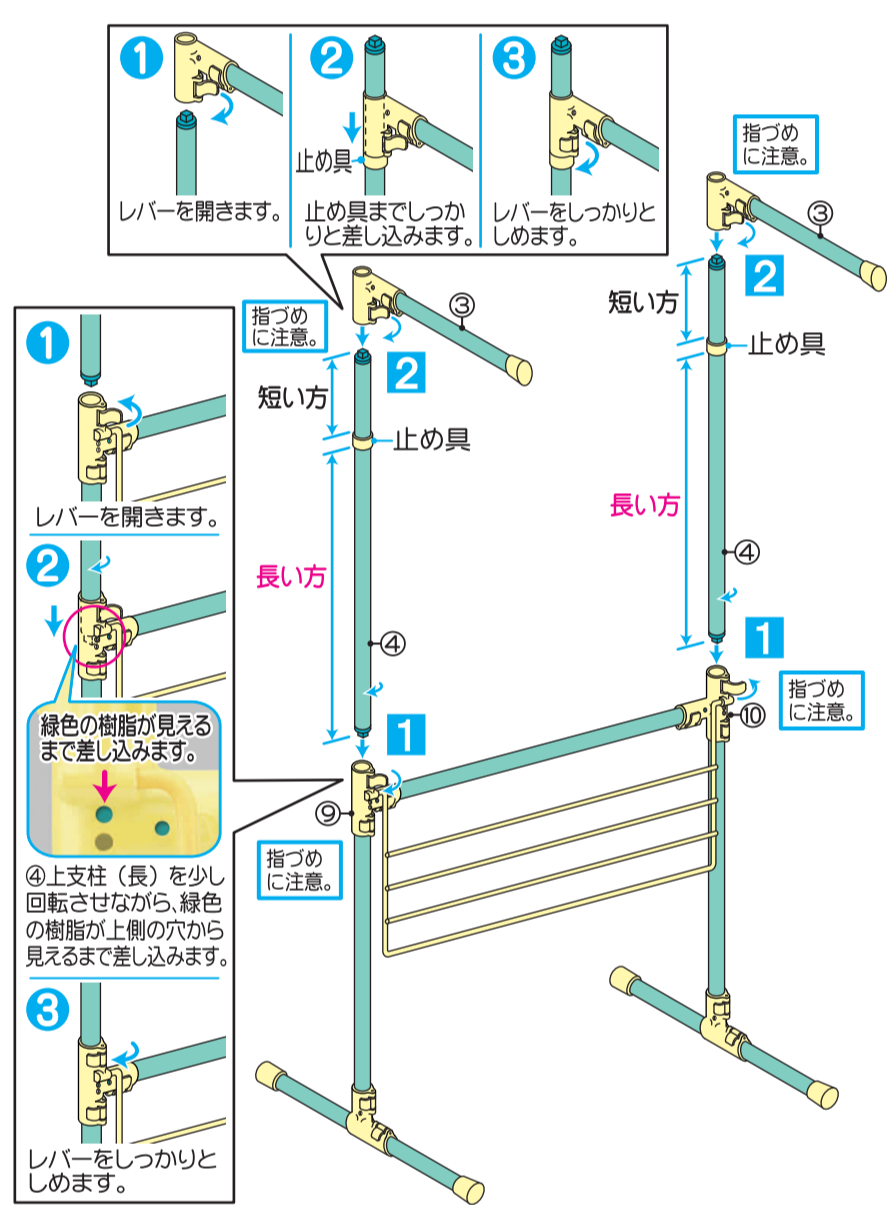 1
レバーを開きます。
2
止め具
止め具までしっか
りと差し込みます。
3
レバーをしっかりと
しめます。
指づめ
に注意。
③
2
短い方
止め具
長い方
④
1
指づめ
に注意。
⑩
指づめ
に注意。
③
2
短い方
止め具
長い方
④
1
⑨
指づめ
に注意。
1
レバーを開きます。
2
緑色の樹脂が見える
まで差し込みます。
④上支柱（長）を少し
回転させながら、緑色
の樹脂が上側の穴から
見えるまで差し込みます。
3
レバーをしっかりと
しめます。